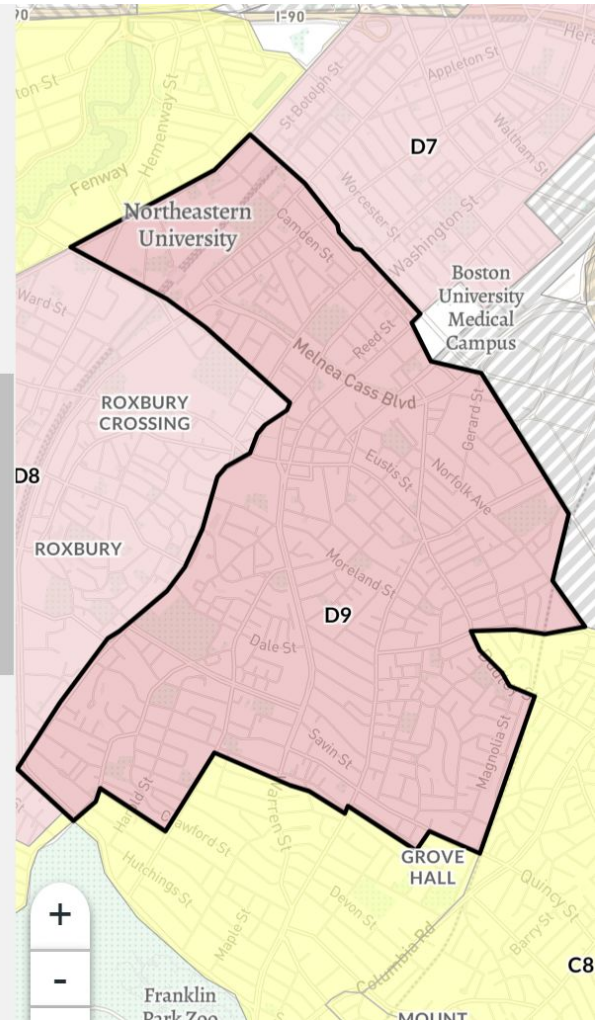 90
I-90
Her
ton St
Hemenway St
St Botolph St
Appleton St
D7
Waltham St
Fenway
Worcester St
Northeastern
University
Camden St
Washington St
Boston
University
Medical
Campus
Ward St
Reed St
Melnea Cass Blvd
ROXBURY
CROSSING
Gerard St
D8
Eustis St
Norfolk Ave
ROXBURY
Moreland St
D9
Dale St
Magnolia St
Savin St
Harold St
Warren St
Crawford St
GROVE
HALL
Hutchings St
Devon St
Quincy St
+
Maple St
Barry St
Columbia Rd
C8
-
Franklin
Park Zoo
MOUNT